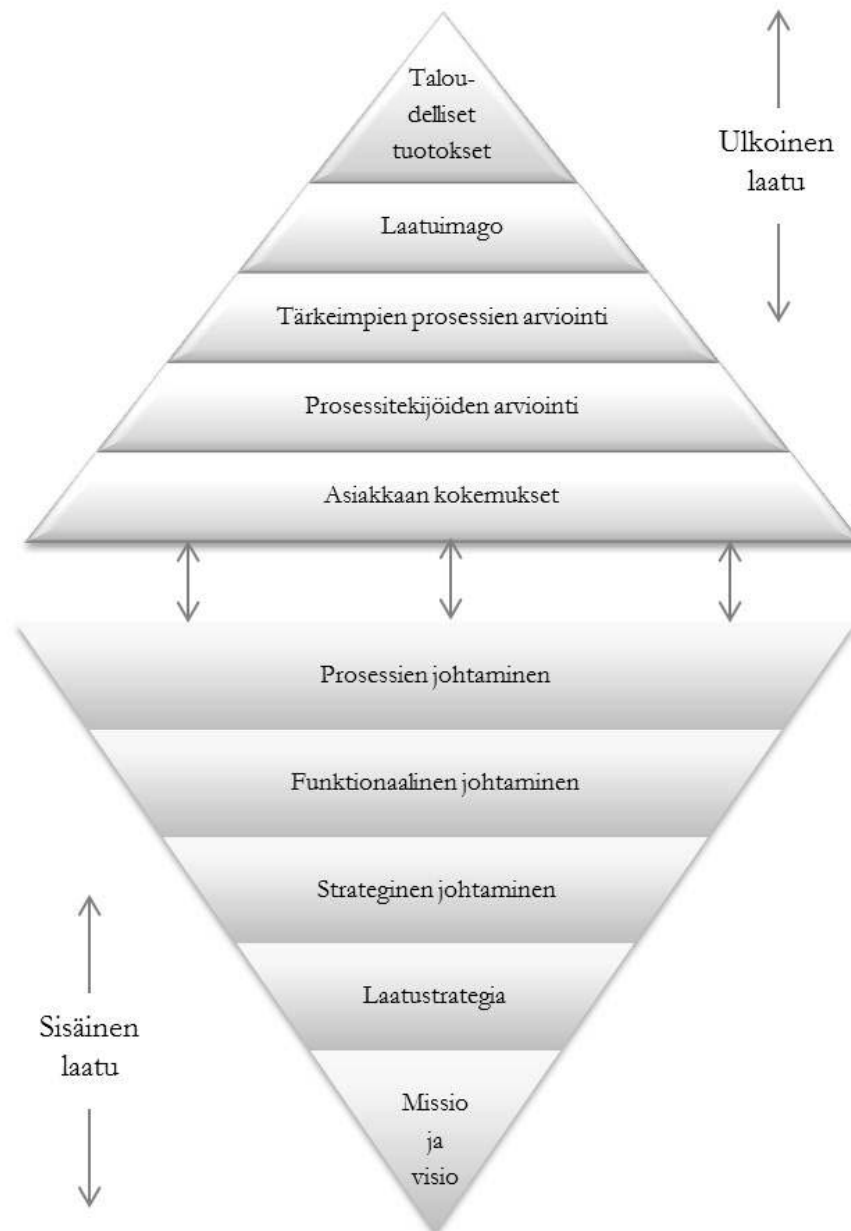 Talou-
delliset
tuotokset
Ulkoinen
laatu
Laatuimago
Tärkeimpien prosessien arviointi
Prosessitekijöiden arviointi
Asiakkaan kokemukset
Prosessien johtaminen
Funktionaalinen johtaminen
Strateginen johtaminen
Laatustrategia
Sisäinen
laatu
Missio
ja
visio